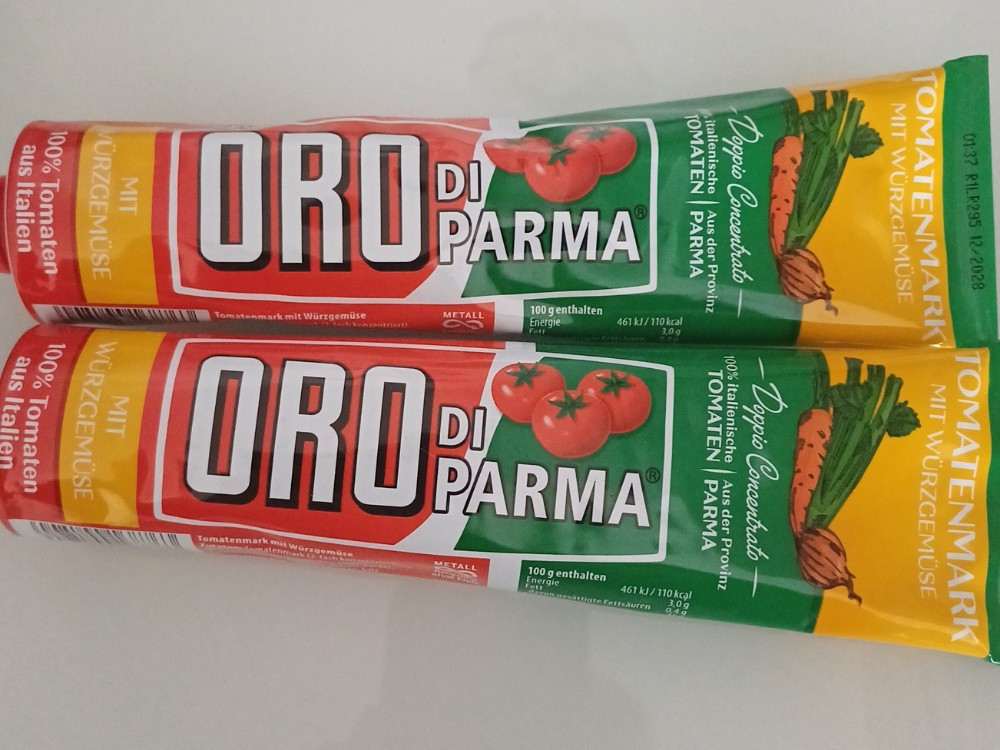 100% Tomaten
aus Italien
MIT
WÜRZGEMÜSE
ORO
DI
PARMA®
Doppio Concentrato
italienische
TOMATEN
Aus der Provinz
PARMA
TOMATENMARK
MIT WÜRZGEMÜSE
01:37 R1LR295 12/2028
Tomatenmark mit Würzgemüse
METALL
100 g enthalten
Energie 461 kJ / 110 kcal
Fett 3,0 g
100% Tomaten
aus Italien
MIT
WÜRZGEMÜSE
ORO
DI
PARMA®
Doppio Concentrato
100% italienische
TOMATEN
Aus der Provinz
PARMA
TOMATENMARK
MIT WÜRZGEMÜSE
Tomatenmark mit Würzgemüse
METALL
100 g enthalten
Energie 461 kJ / 110 kcal
Fett 3,0 g
davon gesättigte Fettsäuren 0,4 g